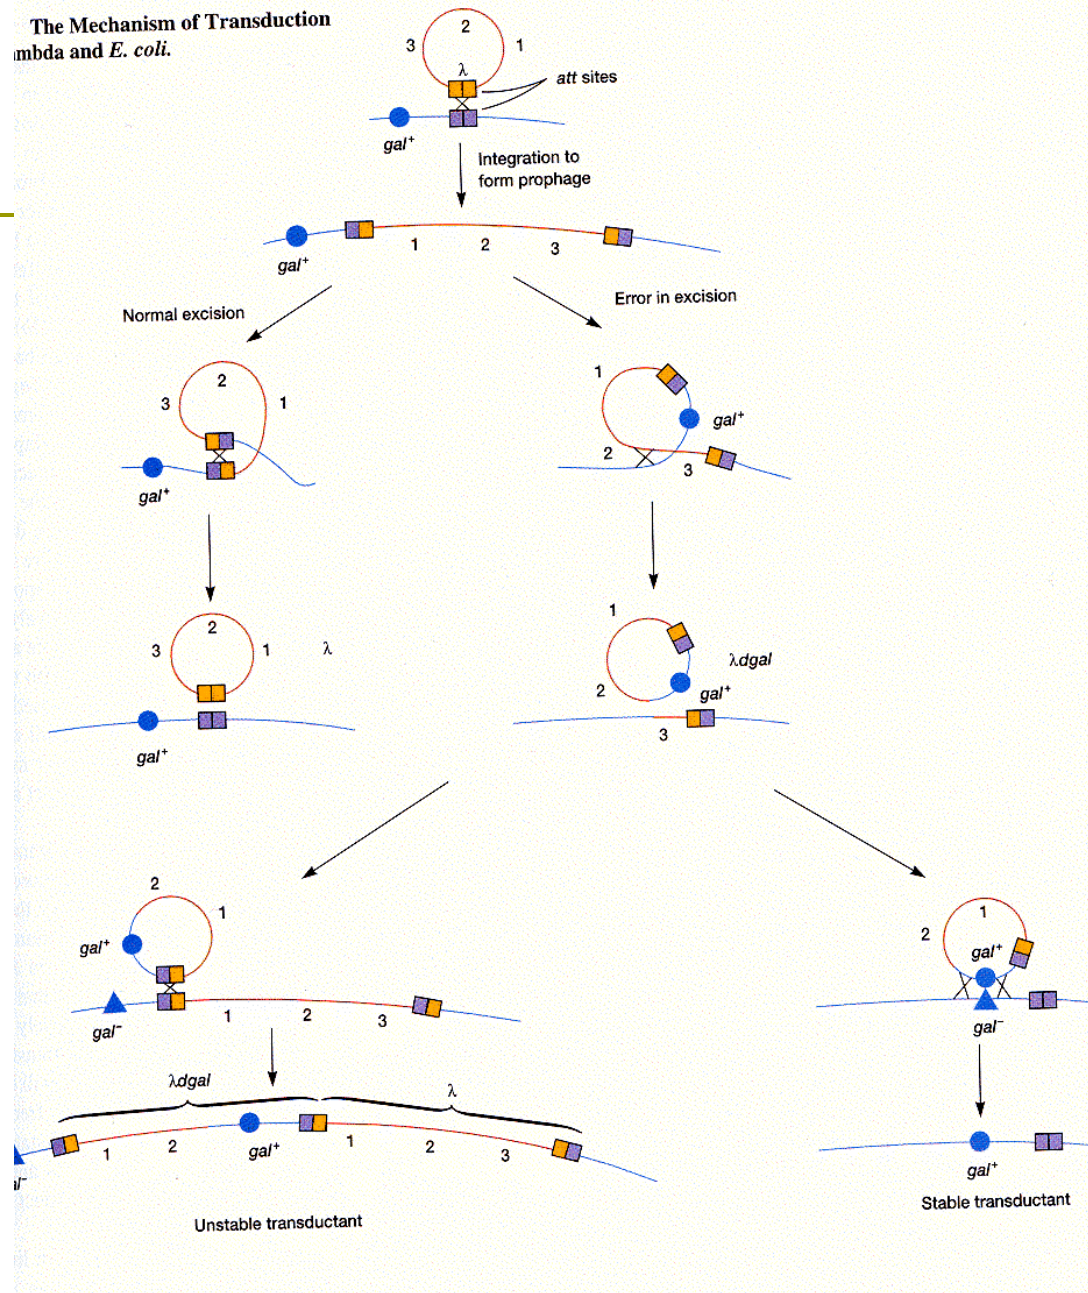 The Mechanism of Transduction
mbda and E. coli.
2
3
1
λ
att sites
gal⁺
Integration to
form prophage
1
2
3
gal⁺
Normal excision
Error in excision
2
3
1
gal⁺
1
gal⁺
2
3
2
3
1
λ
gal⁺
1
λdgal
2
gal⁺
3
2
1
gal⁺
gal⁻
1
2
3
1
2
gal⁺
gal⁻
λdgal
λ
1
2
gal⁺
1
2
3
gal⁺
Unstable transductant
Stable transductant